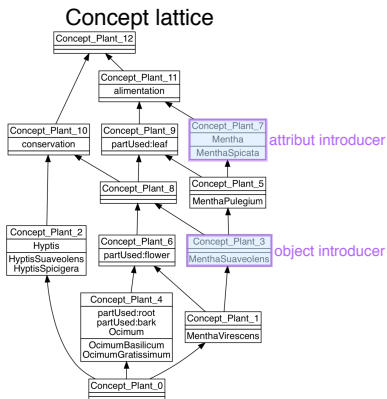 Concept lattice
Concept_Plant_12
Concept_Plant_11
alimentation
Concept_Plant_10
conservation
Concept_Plant_9
partUsed:leaf
Concept_Plant_7
Mentha
MenthaSpicata
attribut introducer
Concept_Plant_8
Concept_Plant_5
MenthaPulegium
Concept_Plant_2
Hyptis
HyptisSuaveolens
HyptisSpicigera
Concept_Plant_6
partUsed:flower
Concept_Plant_3
MenthaSuaveolens
object introducer
Concept_Plant_4
partUsed:root
partUsed:bark
Ocimum
OcimumBasilicum
OcimumGratissimum
Concept_Plant_1
MenthaVirescens
Concept_Plant_0